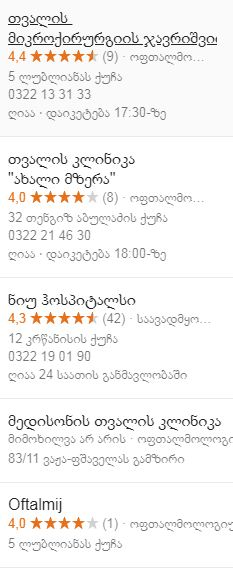 თვალის
მიკროქირურგიის ჯავრიშვი
4,4 ★★★★★ (9) · ოფთალმო...
5 ლუბლიანას ქუჩა
0322 13 31 33
ღიაა · დაიკეტება 17:30-ზე
თვალის კლინიკა
"ახალი მზერა"
4,0 ★★★★★ (8) · ოფთალმო...
32 თენგიზ აბულაძის ქუჩა
0322 21 46 30
ღიაა · დაიკეტება 18:00-ზე
ნიუ ჰოსპიტალსი
4,3 ★★★★★ (42) · საავადმყო...
12 კრწანისის ქუჩა
0322 19 01 90
ღიაა 24 საათის განმავლობაში
მედისონის თვალის კლინიკა
მიმოხილვა არ არის · ოფთალმოლოგი
83/11 ვაჟა-ფშაველას გამზირი
Oftalmij
4,0 ★★★★★ (1) · ოფთალმოლოგიუ
5 ლუბლიანას ქუჩა